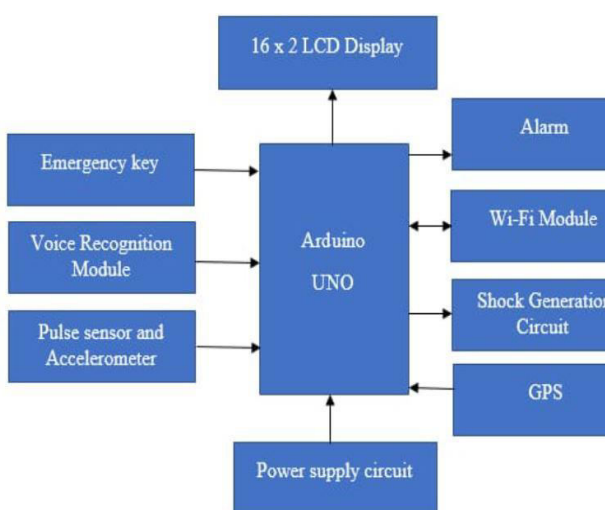 16 x 2 LCD Display
Emergency key
Voice Recognition
Module
Pulse sensor and
Accelerometer
Arduino
UNO
Alarm
Wi-Fi Module
Shock Generation
Circuit
GPS
Power supply circuit